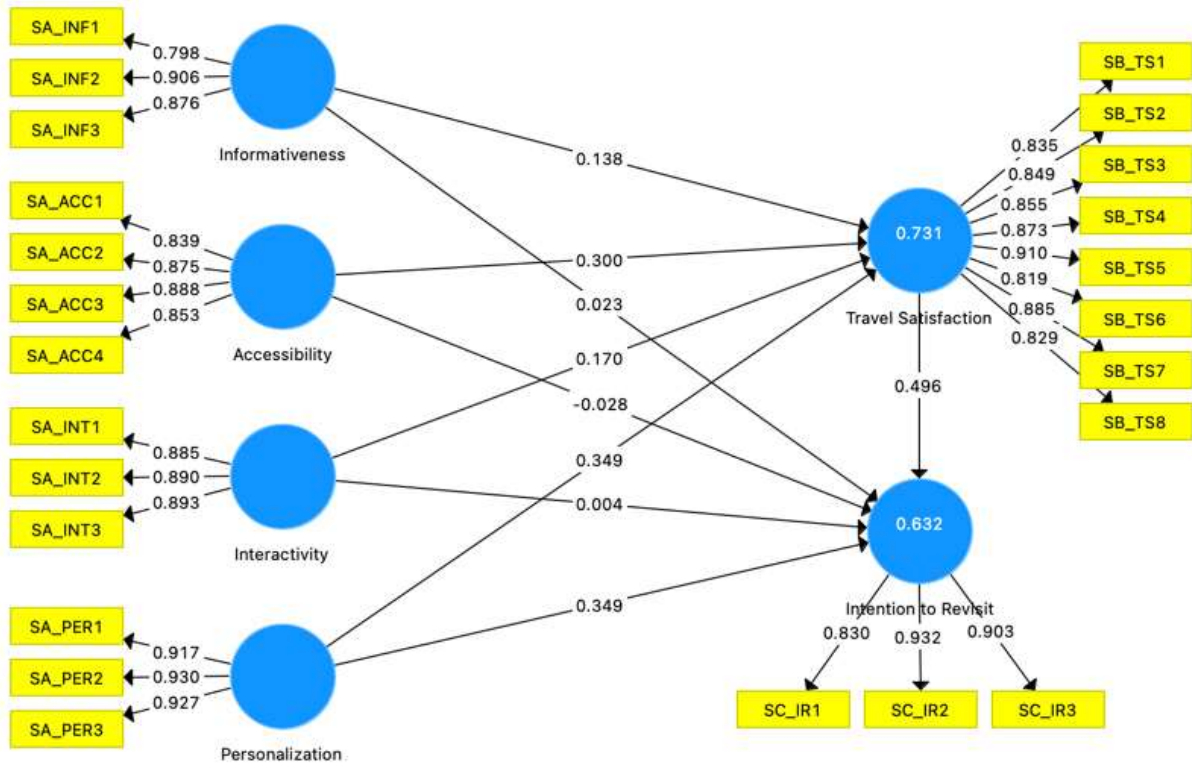 SA_INF1
0.798
SA_INF2
0.906
0.876
SA_INF3
Informativeness
SA_ACC1
0.839
SA_ACC2
0.875
0.888
SA_ACC3
0.853
SA_ACC4
Accessibility
SA_INT1
0.885
SA_INT2
0.890
0.893
SA_INT3
Interactivity
SA_PER1
0.917
SA_PER2
0.930
0.927
SA_PER3
Personalization
0.138
0.300
0.023
0.170
-0.028
0.349
0.004
0.349
0.731
Travel Satisfaction
0.496
0.632
Intention to Revisit
0.835
0.849
0.855
0.873
0.910
0.819
0.885
0.829
SB_TS1
SB_TS2
SB_TS3
SB_TS4
SB_TS5
SB_TS6
SB_TS7
SB_TS8
0.830
0.932
0.903
SC_IR1
SC_IR2
SC_IR3